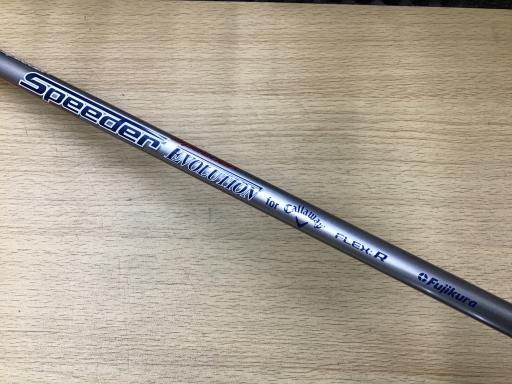 Speeder EVOLUTION for Callaway FLEX: R Fujikura